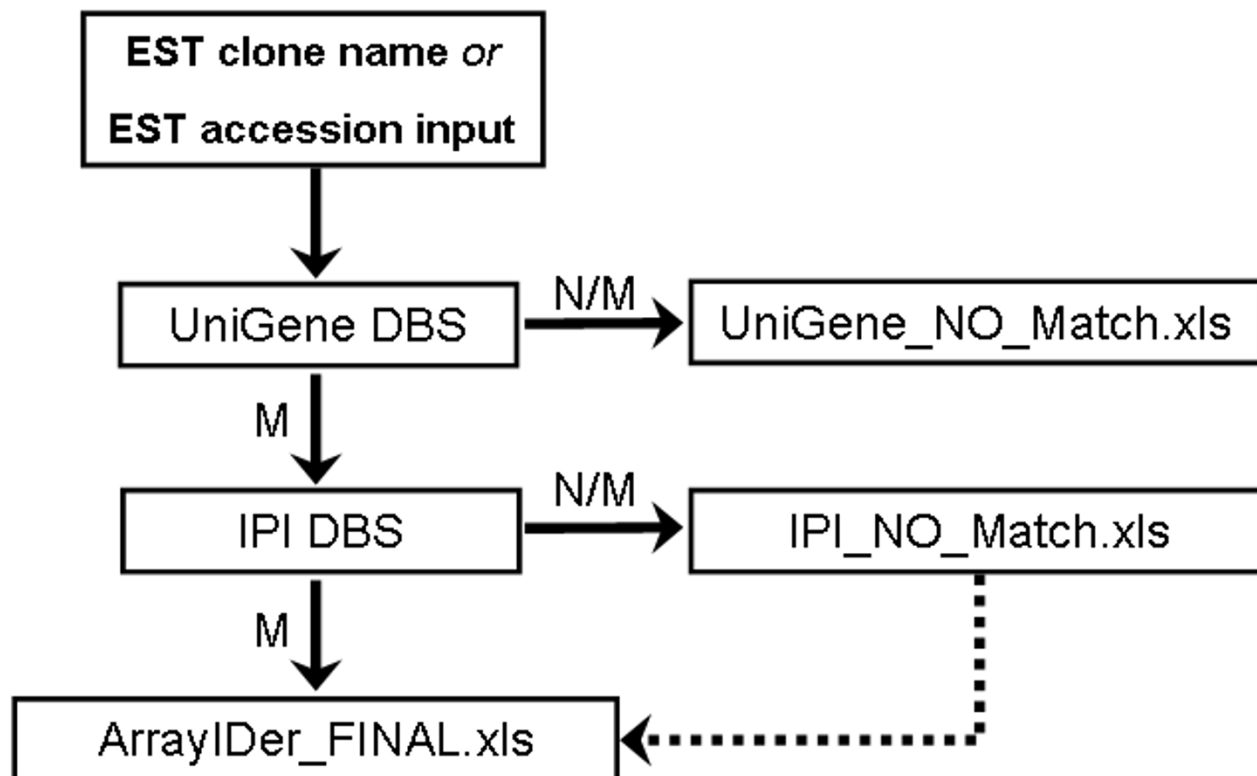 EST clone name or
EST accession input
N/M
UniGene DBS
UniGene_NO_Match.xls
M
N/M
IPI DBS
IPI_NO_Match.xls
M
ArrayIDer_FINAL.xls